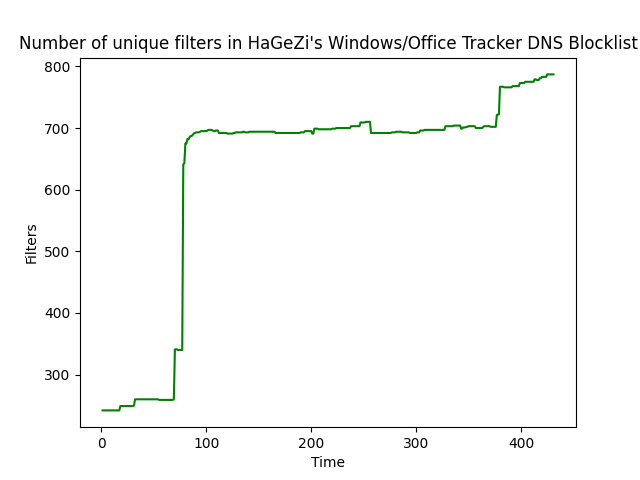 Number of unique filters in HaGeZi's Windows/Office Tracker DNS Blocklist
800
700
600
500
400
300
Filters
0 100 200 300 400
Time